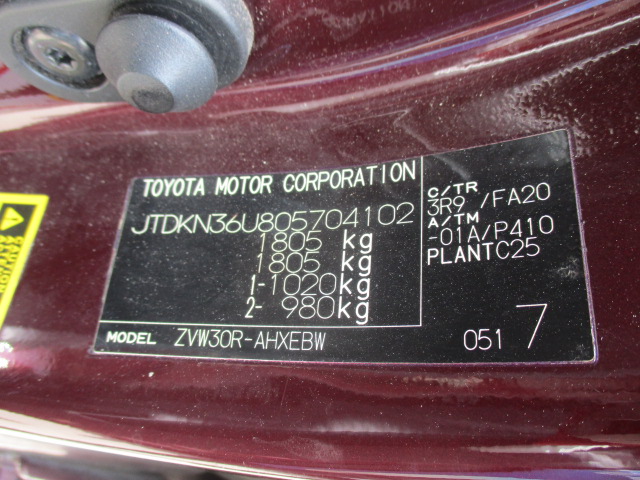 TOYOTA MOTOR CORPORATION
JTDKN36U805704102
1805 kg
1805 kg
1-1020kg
2- 980kg
MODEL ZVW30R-AHXEBW
C/TR
3R9 /FA20
A/TM
-01A/P410
PLANTC25
051 7
CAUTION